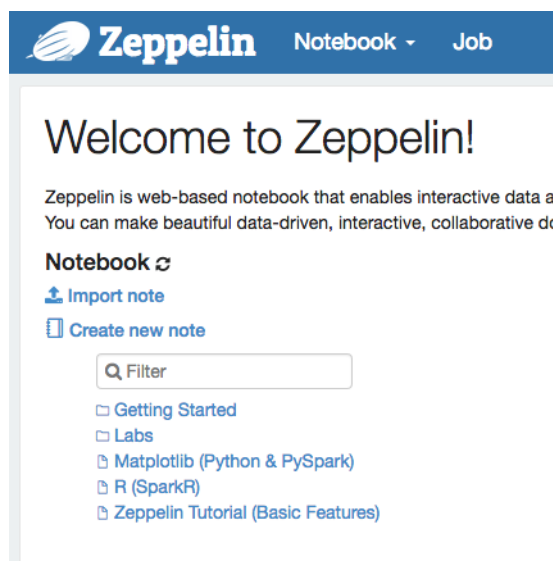 Zeppelin Notebook Job
Welcome to Zeppelin!
Zeppelin is web-based notebook that enables interactive data a
You can make beautiful data-driven, interactive, collaborative do
Notebook
Import note
Create new note
Filter
Getting Started
Labs
Matplotlib (Python & PySpark)
R (SparkR)
Zeppelin Tutorial (Basic Features)